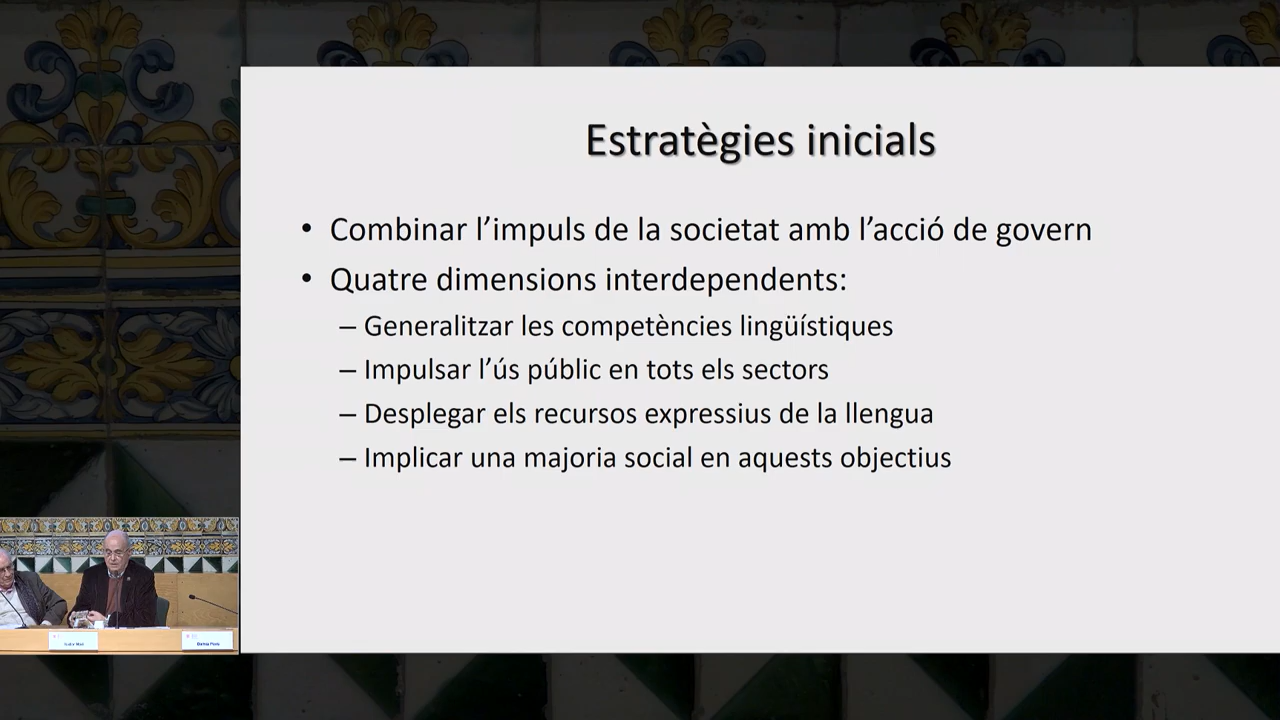 Estratègies inicials
• Combinar l’impuls de la societat amb l’acció de govern
• Quatre dimensions interdependents:
– Generalitzar les competències lingüístiques
– Impulsar l’ús públic en tots els sectors
– Desplegar els recursos expressius de la llengua
– Implicar una majoria social en aquests objectius